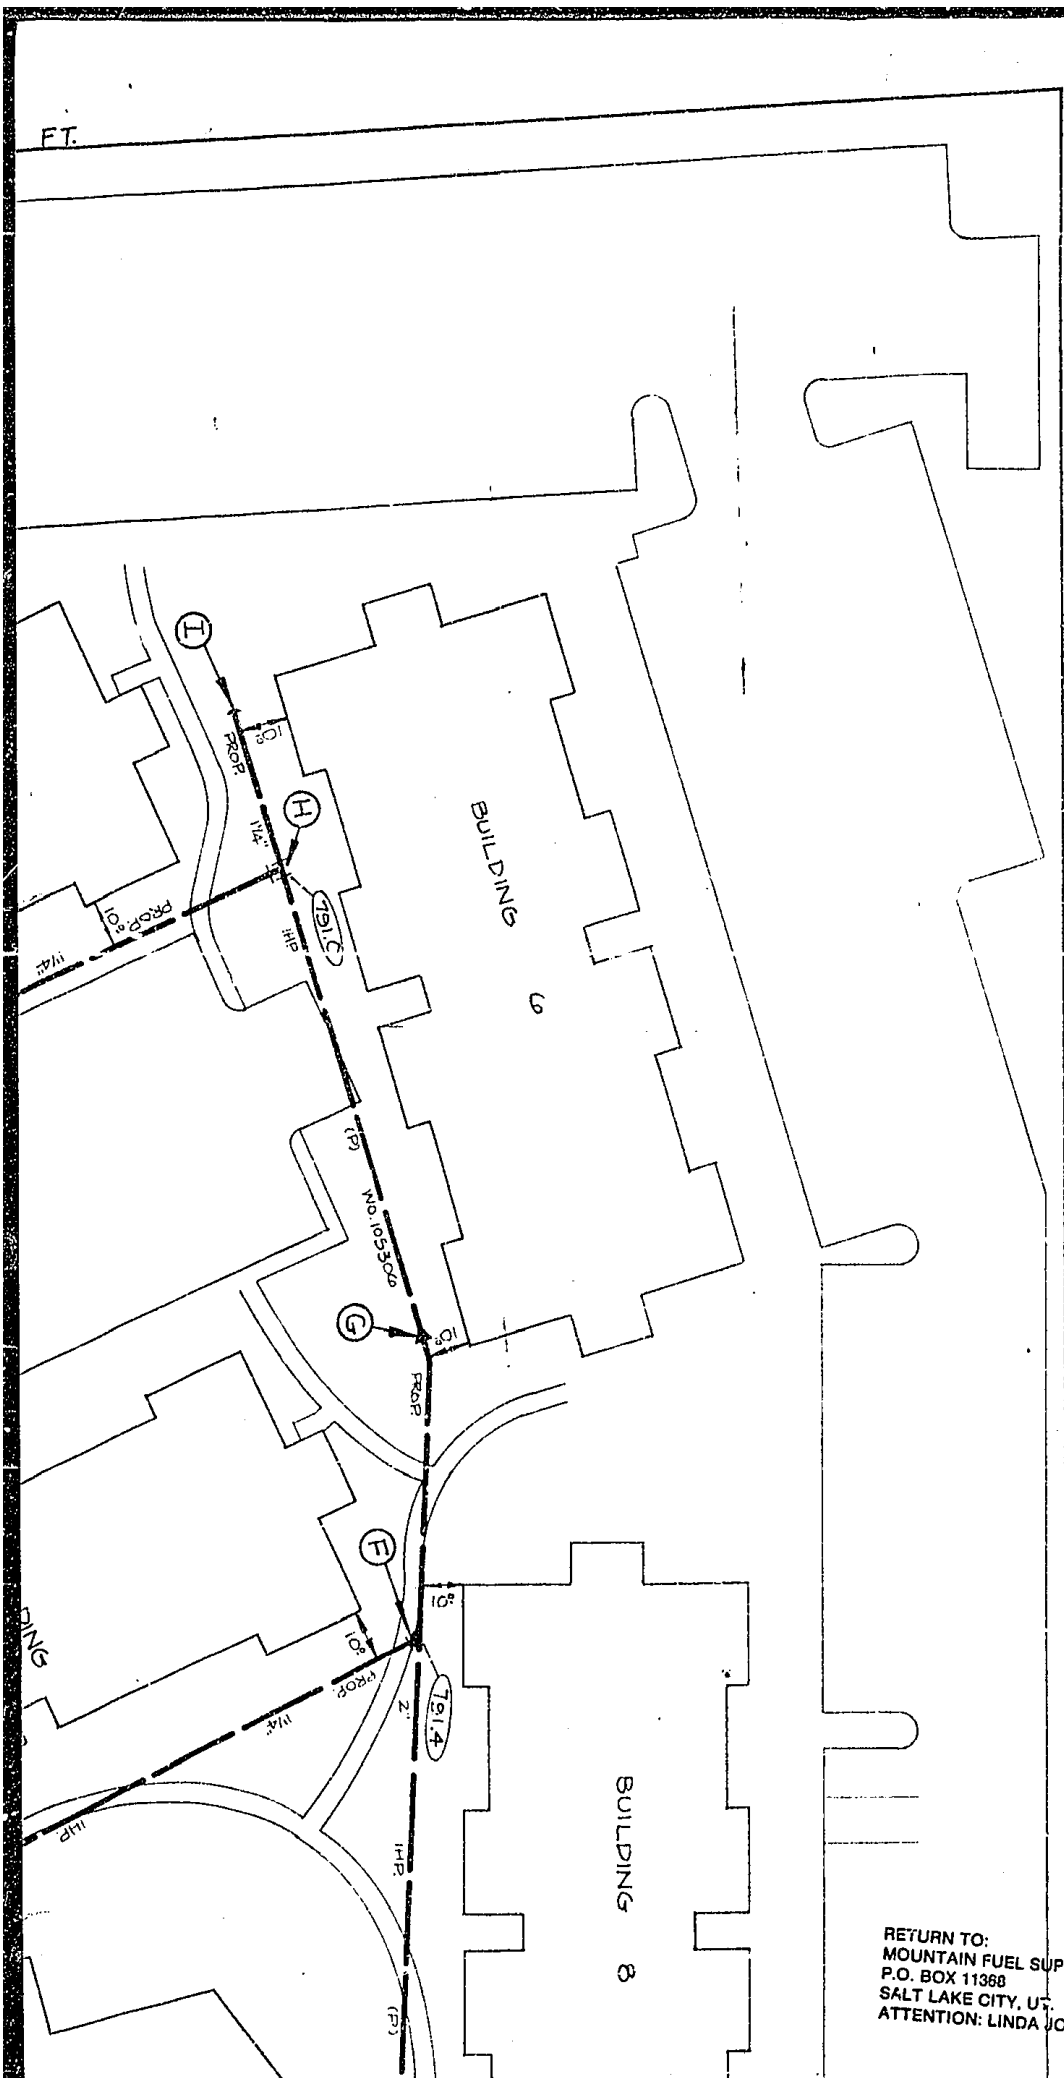 FT.
I
10°
PROP.
H
1¼"
791.C
IHP
PROP.
10°
1¼"
BUILDING
6
(P)
WO. 105306
G
10°
PROP.
F
10°
10°
PROP.
791.4
2"
1¼"
IHP.
DING
BUILDING 8
IHP.
(P)
RETURN TO:
MOUNTAIN FUEL SUP
P.O. BOX 11368
SALT LAKE CITY, UT.
ATTENTION: LINDA JO